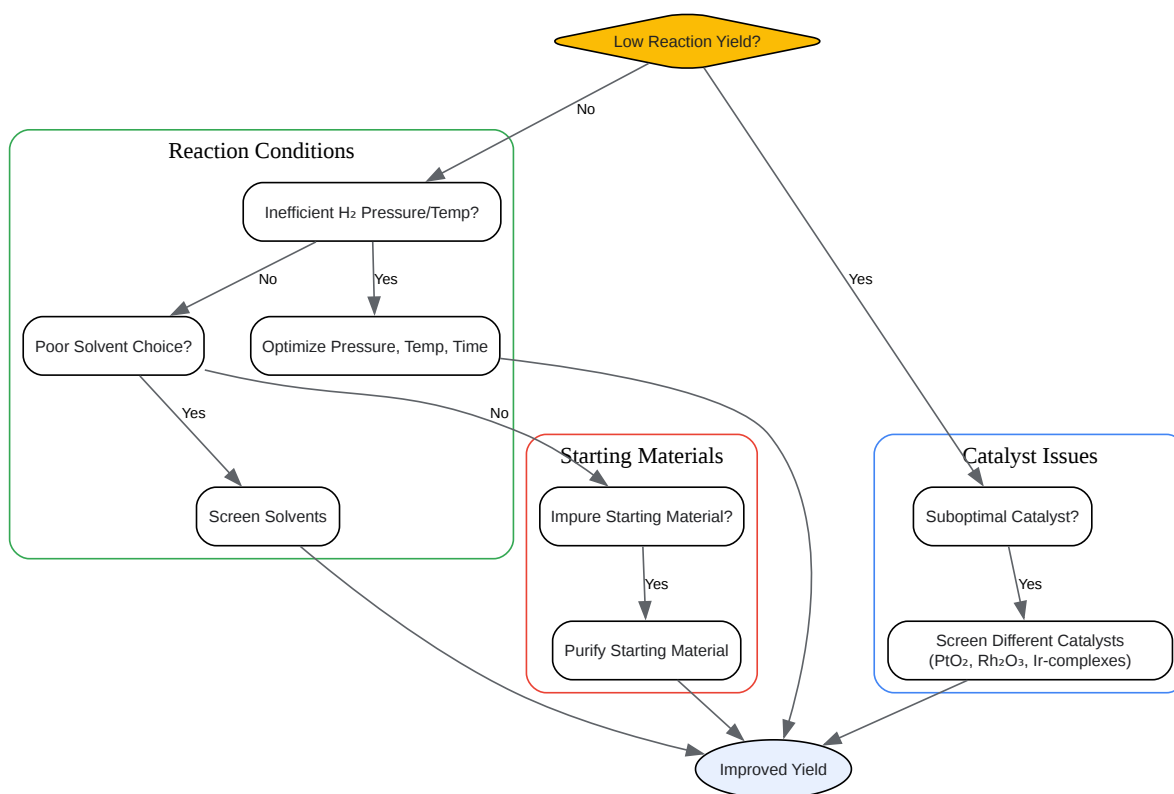 Low Reaction Yield?
No
Reaction Conditions
Inefficient H₂ Pressure/Temp?
No
Yes
Yes
Poor Solvent Choice?
Optimize Pressure, Temp, Time
Yes
No
Starting Materials
Catalyst Issues
Screen Solvents
Impure Starting Material?
Suboptimal Catalyst?
Yes
Yes
Purify Starting Material
Screen Different Catalysts
(PtO₂, Rh₂O₃, Ir-complexes)
Improved Yield